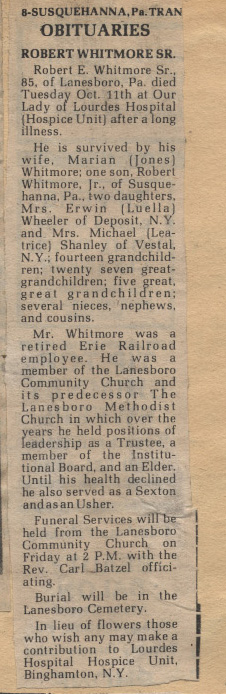 8-SUSQUEHANNA, Pa. TRAN
OBITUARIES
ROBERT WHITMORE SR.
Robert E. Whitmore Sr.,
85, of Lanesboro, Pa. died
Tuesday Oct. 11th at Our
Lady of Lourdes Hospital
(Hospice Unit) after a long
illness.
He is survived by his
wife, Marian (Jones)
Whitmore; one son, Robert
Whitmore, Jr., of Susque-
hanna, Pa., two daughters,
Mrs. Erwin (Luella)
Wheeler of Deposit, N.Y.
and Mrs. Michael (Lea-
trice) Shanley of Vestal,
N.Y.; fourteen grandchild-
ren; twenty seven great-
grandchildren; five great,
great grandchildren;
several nieces, nephews,
and cousins.
Mr. Whitmore was a
retired Erie Railroad
employee. He was a
member of the Lanesboro
Community Church and
its predecessor The
Lanesboro Methodist
Church in which over the
years he held positions of
leadership as a Trustee, a
member of the Institu-
tional Board, and an Elder.
Until his health declined
he also served as a Sexton
and as an Usher.
Funeral Services will be
held from the Lanesboro
Community Church on
Friday at 2 P.M. with the
Rev. Carl Batzel offici-
ating.
Burial will be in the
Lanesboro Cemetery.
In lieu of flowers those
who wish any may make a
contribution to Lourdes
Hospital Hospice Unit,
Binghamton, N.Y.